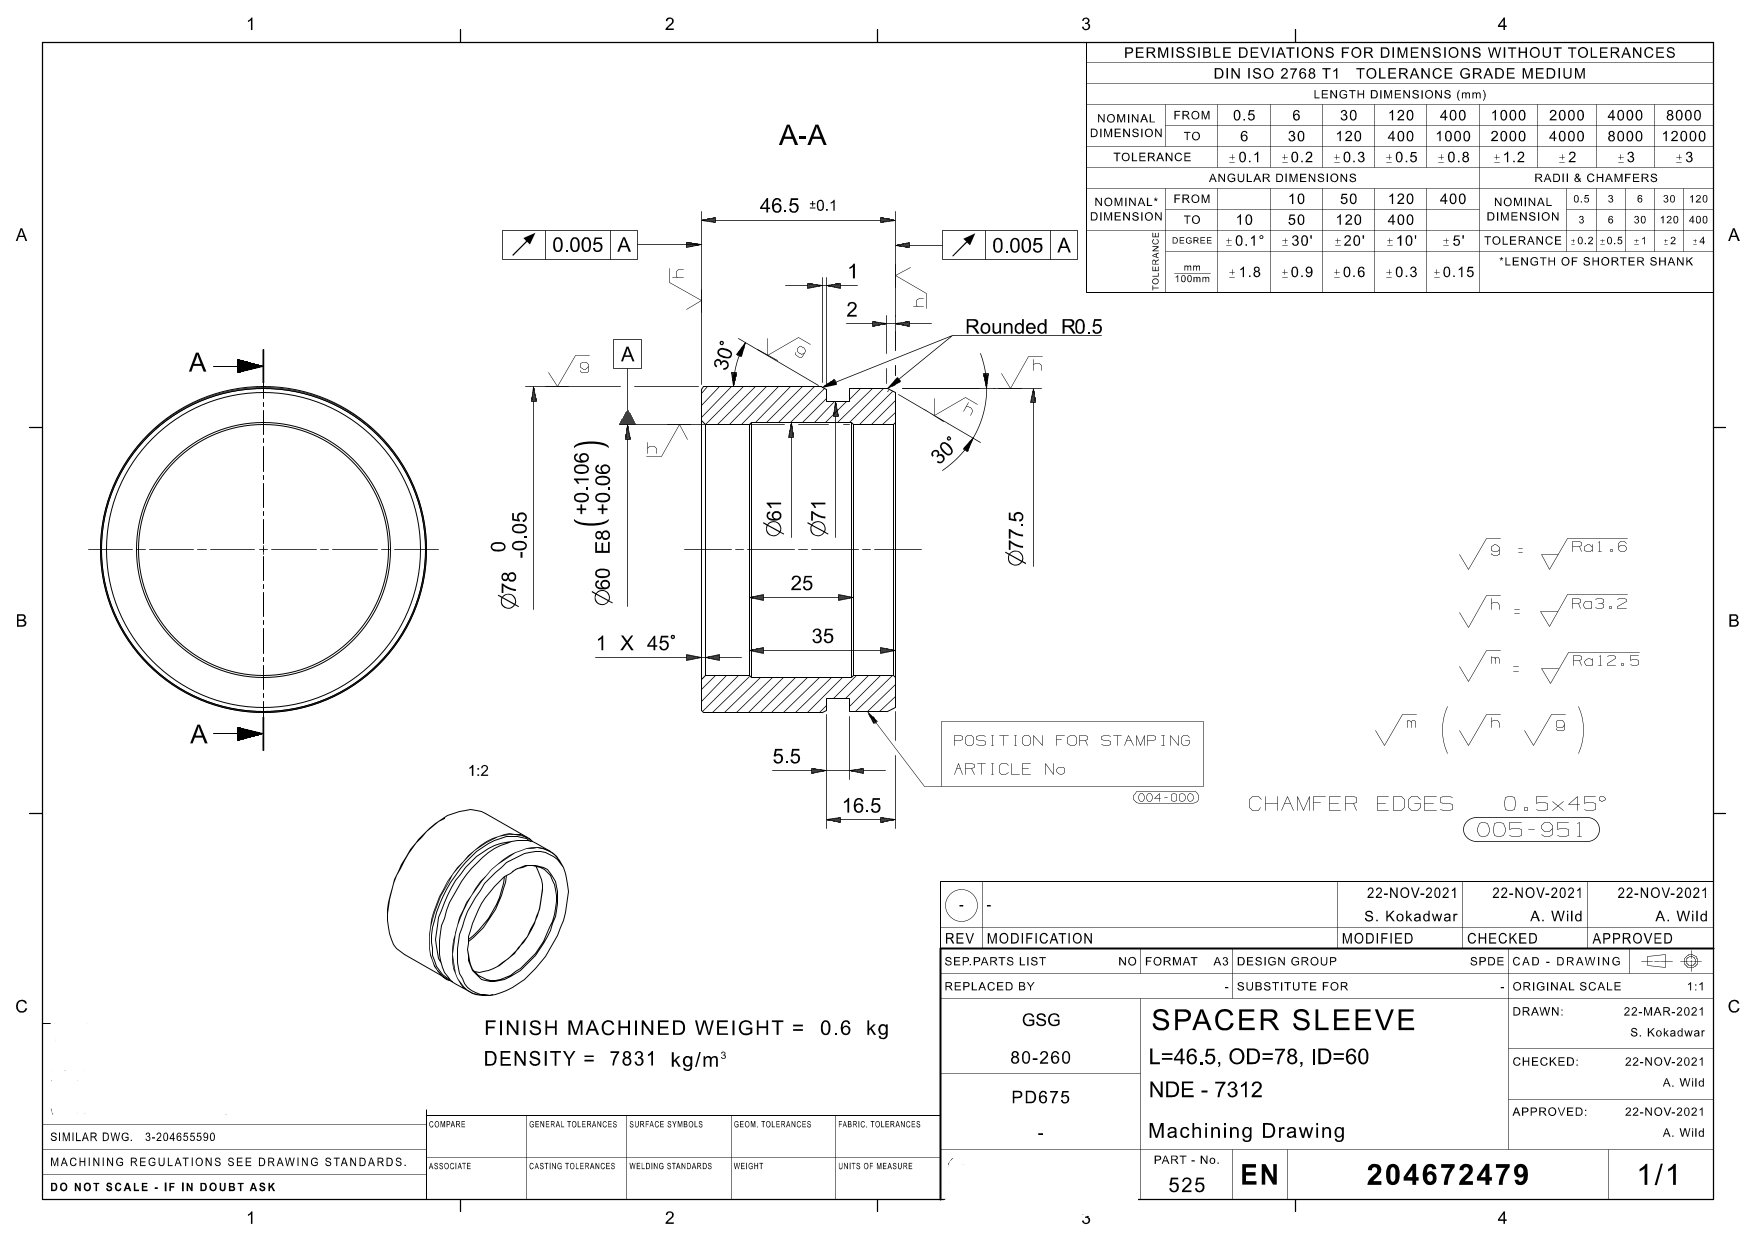 1 2 3 4
PERMISSIBLE DEVIATIONS FOR DIMENSIONS WITHOUT TOLERANCES
DIN ISO 2768 T1 TOLERANCE GRADE MEDIUM
LENGTH DIMENSIONS (mm)
NOMINAL DIMENSION FROM 0.5 6 30 120 400 1000 2000 4000 8000
TO 6 30 120 400 1000 2000 4000 8000 12000
TOLERANCE ±0.1 ±0.2 ±0.3 ±0.5 ±0.8 ±1.2 ±2 ±3 ±3
ANGULAR DIMENSIONS RADII & CHAMFERS
NOMINAL* DIMENSION FROM 10 50 120 400 NOMINAL DIMENSION 0.5 3 6 30 120
TO 10 50 120 400 3 6 30 120 400
TOLERANCE DEGREE ±0.1° ±30' ±20' ±10' ±5' TOLERANCE ±0.2 ±0.5 ±1 ±2 ±4
mm
100mm ±1.8 ±0.9 ±0.6 ±0.3 ±0.15 *LENGTH OF SHORTER SHANK
A-A
46.5 ±0.1
A A
0.005 A 0.005 A
h 1 h
2
Rounded R0.5
A
30° g
g A h
h
h
30°
Ø78 0 -0.05
Ø60 E8(+0.106 +0.06)
Ø61
Ø71
Ø77.5
25
35
1 X 45°
B B
g = Ra1.6
h = Ra3.2
m = Ra12.5
m ( h g )
A
POSITION FOR STAMPING
ARTICLE No
004-000
5.5
16.5
CHAMFER EDGES 0.5x45°
005-951
1:2
FINISH MACHINED WEIGHT = 0.6 kg
DENSITY = 7831 kg/m³
C C
- - 22-NOV-2021 22-NOV-2021 22-NOV-2021
S. Kokadwar A. Wild A. Wild
REV MODIFICATION MODIFIED CHECKED APPROVED
SEP.PARTS LIST NO FORMAT A3 DESIGN GROUP SPDE CAD - DRAWING
REPLACED BY - SUBSTITUTE FOR - ORIGINAL SCALE 1:1
GSG
80-260
PD675
-
SPACER SLEEVE
L=46.5, OD=78, ID=60
NDE - 7312
Machining Drawing
DRAWN: 22-MAR-2021
S. Kokadwar
CHECKED: 22-NOV-2021
A. Wild
APPROVED: 22-NOV-2021
A. Wild
PART - No.
525
EN 204672479 1/1
SIMILAR DWG. 3-204655590
MACHINING REGULATIONS SEE DRAWING STANDARDS.
DO NOT SCALE - IF IN DOUBT ASK
COMPARE GENERAL TOLERANCES SURFACE SYMBOLS GEOM. TOLERANCES FABRIC. TOLERANCES
ASSOCIATE CASTING TOLERANCES WELDING STANDARDS WEIGHT UNITS OF MEASURE
1 2 3 4